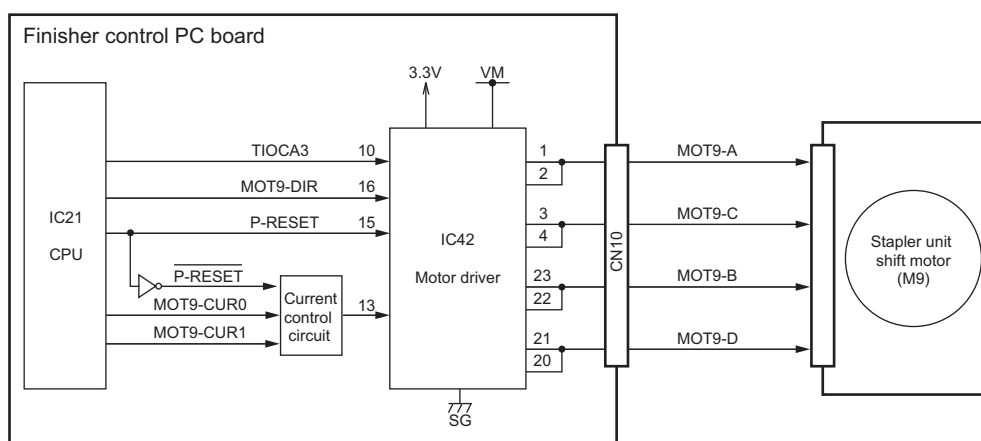 Finisher control PC board
3.3V
VM
TIOCA3
10
MOT9-DIR
16
P-RESET
15
P-RESET
MOT9-CUR0
MOT9-CUR1
13
IC21
CPU
Current
control
circuit
IC42
Motor driver
SG
1
2
3
4
23
22
21
20
CN10
MOT9-A
MOT9-C
MOT9-B
MOT9-D
Stapler unit
shift motor
(M9)